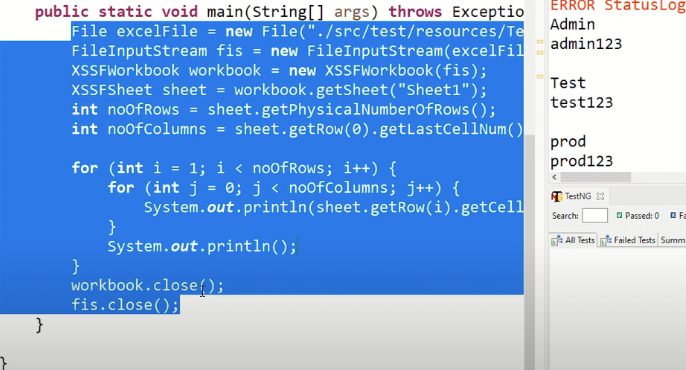 public static void main(String[] args) throws Exceptio
File excelFile = new File("./src/test/resources/Te
FileInputStream fis = new FileInputStream(excelFil
XSSFWorkbook workbook = new XSSFWorkbook(fis);
XSSFSheet sheet = workbook.getSheet("Sheet1");
int noOfRows = sheet.getPhysicalNumberOfRows();
int noOfColumns = sheet.getRow(0).getLastCellNum()
for (int i = 1; i < noOfRows; i++) {
for (int j = 0; j < noOfColumns; j++) {
System.out.println(sheet.getRow(i).getCell
}
System.out.println();
}
workbook.close();
fis.close();
}
}
ERROR StatusLog
Admin
admin123
Test
test123
prod
prod123
TestNG
Search: Passed: 0 Fa
All Tests Failed Tests Summ